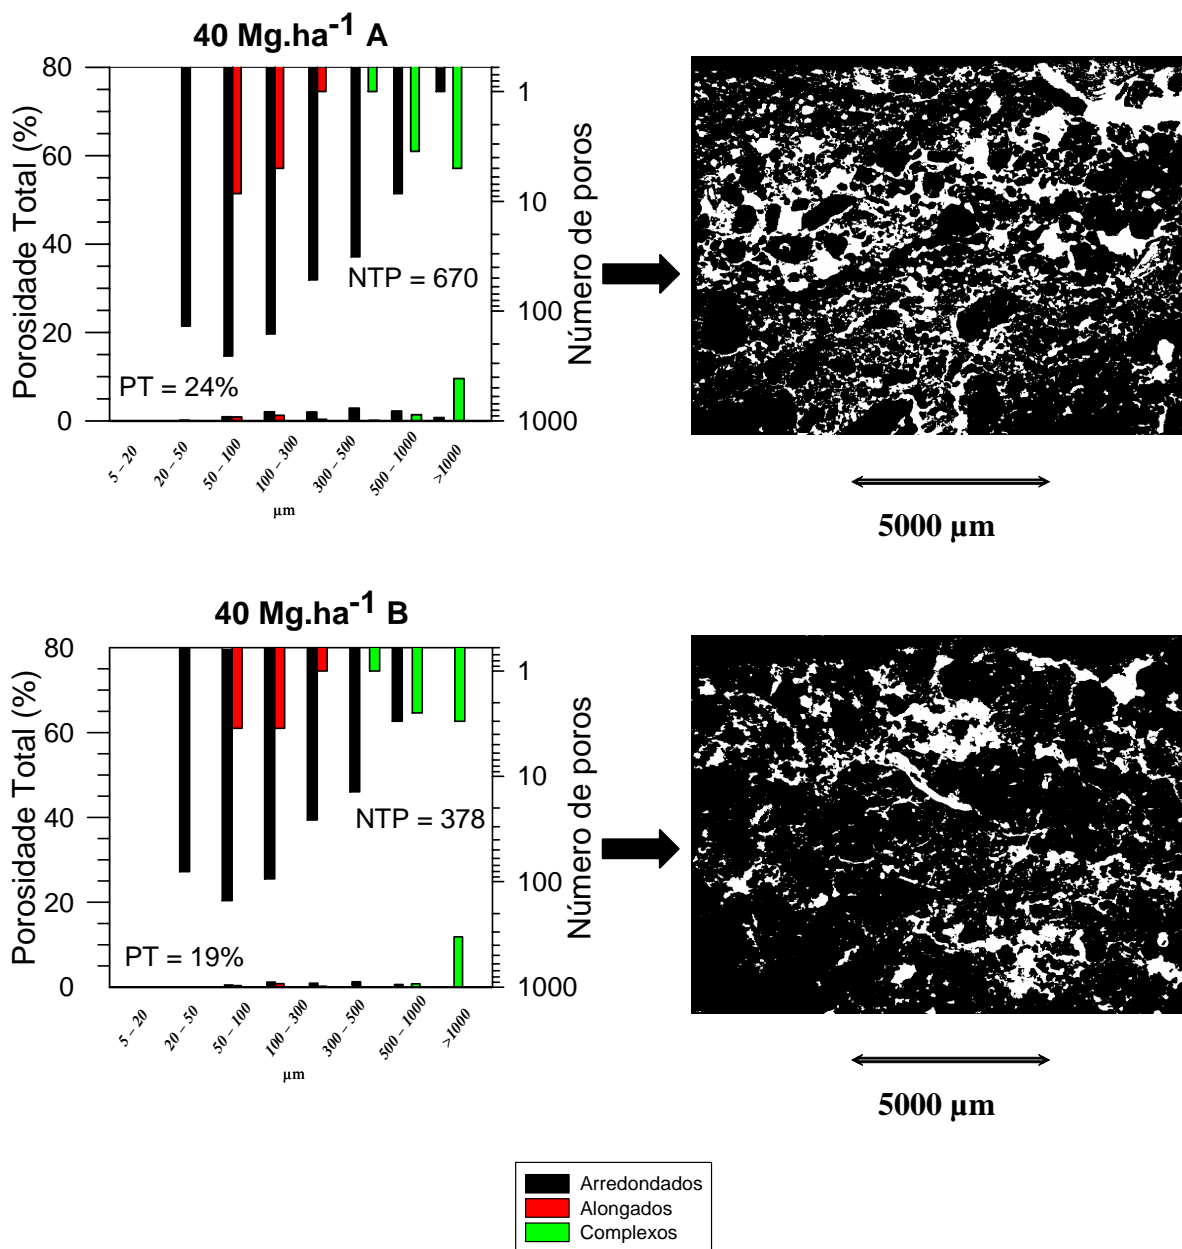 40 Mg.ha⁻¹ A
Porosidade Total (%)
80
60
40
20
0
1
10
100
1000
Número de poros
NTP = 670
PT = 24%
5 – 20
20 – 50
50 – 100
100 – 300
300 – 500
500 – 1000
>1000
µm
5000 µm
40 Mg.ha⁻¹ B
Porosidade Total (%)
80
60
40
20
0
1
10
100
1000
Número de poros
NTP = 378
PT = 19%
5 – 20
20 – 50
50 – 100
100 – 300
300 – 500
500 – 1000
>1000
µm
5000 µm
Arredondados
Alongados
Complexos